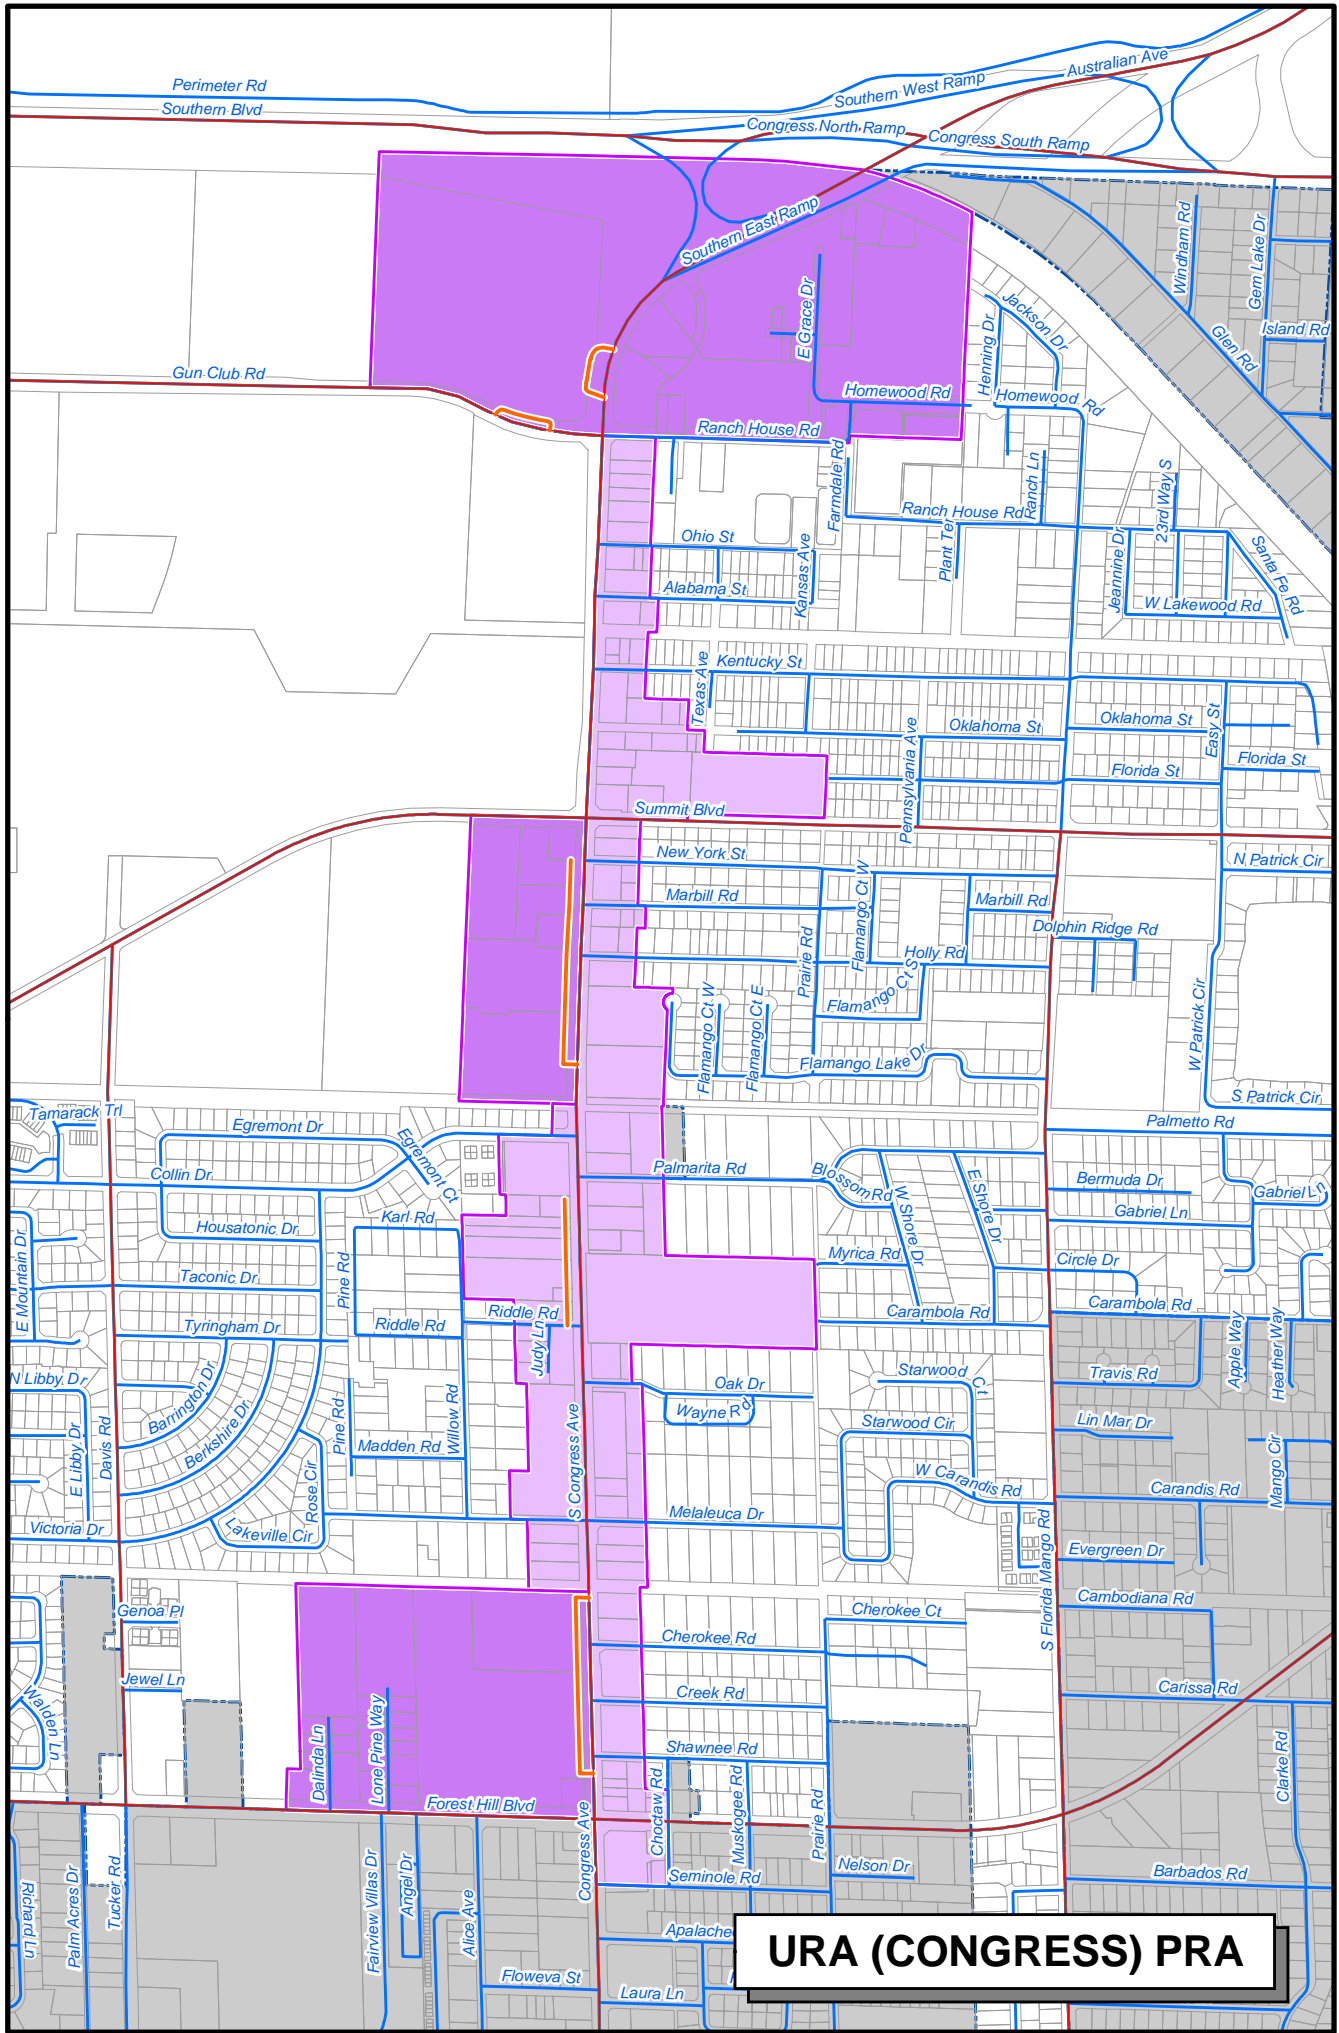 Perimeter Rd
Southern Blvd
Southern West Ramp
Australian Ave
Congress North Ramp
Congress South Ramp
Southern East Ramp
Windham Rd
Gem Lake Dr
Island Rd
Glen Rd
E Grace Dr
Hening Dr
Jackson Dr
Gun Club Rd
Homewood Rd
Homewood Rd
Ranch House Rd
Farmdale Rd
Ranch House Rd
Ranch Ln
23rd Way S
Ohio St
Kansas Ave
Plant Ter
Jeannine Dr
Santa Fe Rd
Alabama St
W Lakewood Rd
Kentucky St
Texas Ave
Oklahoma St
Oklahoma St
Easy St
Pennsylvania Ave
Florida St
Florida St
Summit Blvd
New York St
N Patrick Cir
Marbill Rd
Flamango Ct W
Marbill Rd
Dolphin Ridge Rd
Prairie Rd
Holly Rd
Flamango Ct S
Flamango Ct W
Flamango Ct E
W Patrick Cir
Flamango Lake Dr
S Patrick Cir
Tamarack Trl
Egremont Dr
Egemont Ct
Palmetto Rd
Collin Dr
Palmarita Rd
Blossom Rd
W Shore Dr
E Shore Dr
Bermuda Dr
Gabriel Ln
Gabriel Ln
Housatonic Dr
Karl Rd
E Mountain Dr
Taconic Dr
Pine Rd
Myrica Rd
Circle Dr
Tyringham Dr
Riddle Rd
Riddle Rd
Judy Ln
Carambola Rd
Carambola Rd
N Libby Dr
Barrington Dr
Berkshire Dr
Oak Dr
Wayne Rd
Starwood Ct
Travis Rd
Apple Way
Heather Way
E Libby Dr
Davis Rd
Pine Rd
Willow Rd
Madden Rd
S Congress Ave
Starwood Cir
Lin Mar Dr
W Carandis Rd
Carandis Rd
Mango Cir
Rose Cir
Victoria Dr
Lakeville Cir
Melaleuca Dr
S Florida Mango Rd
Evergreen Dr
Cambodiana Rd
Genoa Pl
Cherokee Ct
Cherokee Rd
Jewel Ln
Walden Ln
Creek Rd
Carissa Rd
Dalinda Ln
Lone Pine Way
Shawnee Rd
Clarke Rd
Forest Hill Blvd
Choctaw Rd
Muskogee Rd
Prairie Rd
Congress Ave
Richard Ln
Palm Acres Dr
Tucker Rd
Fairview Villas Dr
Angel Dr
Alice Ave
Seminole Rd
Nelson Dr
Barbados Rd
Apalache
Floweva St
Laura Ln
URA (CONGRESS) PRA